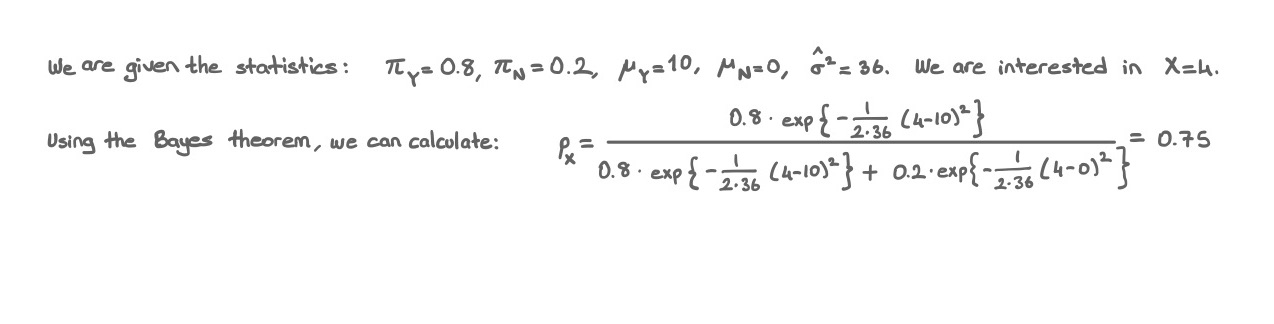 We are given the statistics: π_Y = 0.8, π_N = 0.2, μ_Y = 10, μ_N = 0, σ̂² = 36. We are interested in X=4.
Using the Bayes theorem, we can calculate: p_x = (0.8 · exp{-1/(2·36) (4-10)²}) / (0.8 · exp{-1/(2·36) (4-10)²} + 0.2 · exp{-1/(2·36) (4-0)²}) = 0.75